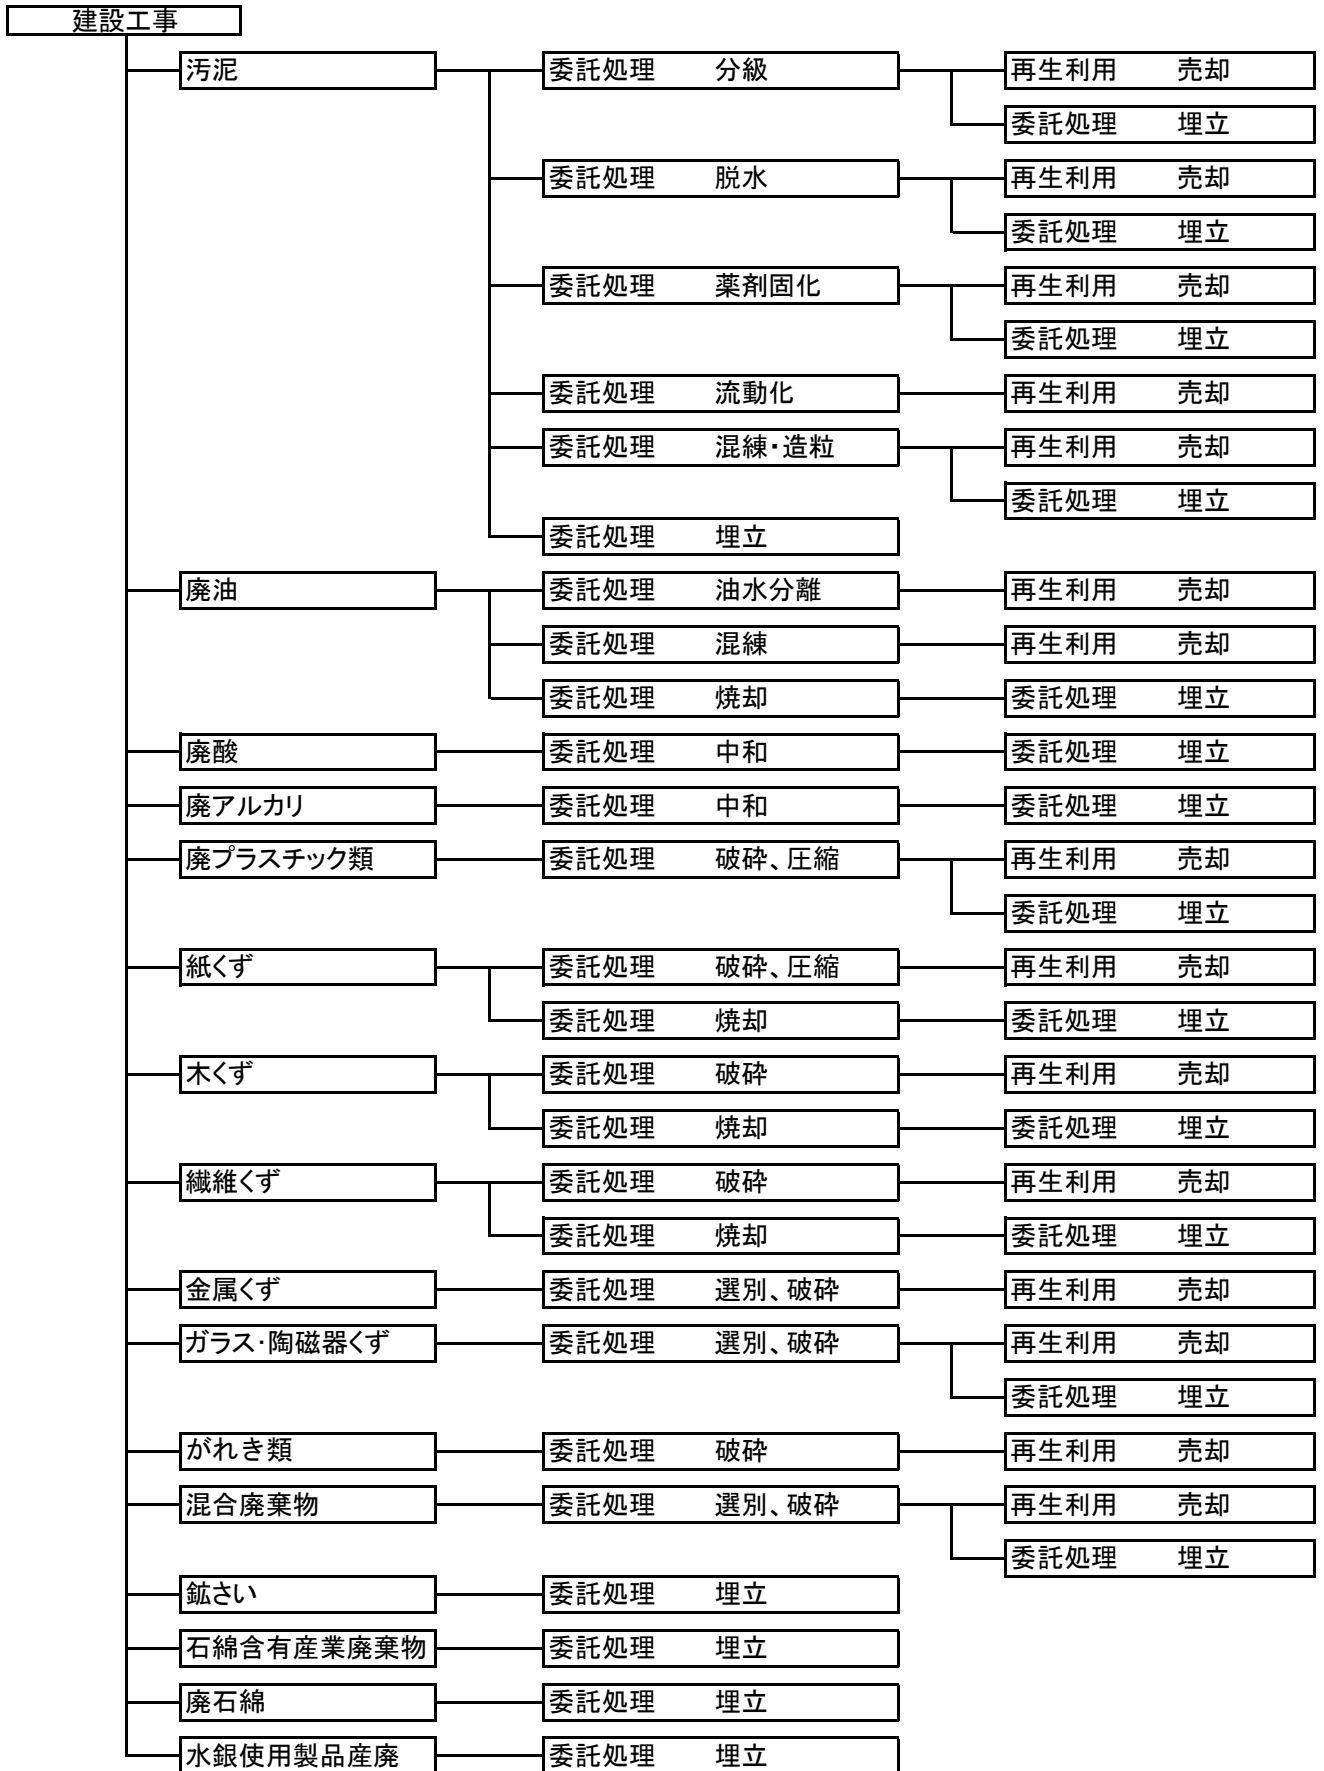 建設工事
汚泥 委託処理 分級 再生利用 売却
委託処理 埋立
委託処理 脱水 再生利用 売却
委託処理 埋立
委託処理 薬剤固化 再生利用 売却
委託処理 埋立
委託処理 流動化 再生利用 売却
委託処理 混練・造粒 再生利用 売却
委託処理 埋立
委託処理 埋立
廃油 委託処理 油水分離 再生利用 売却
委託処理 混練 再生利用 売却
委託処理 焼却 委託処理 埋立
廃酸 委託処理 中和 委託処理 埋立
廃アルカリ 委託処理 中和 委託処理 埋立
廃プラスチック類 委託処理 破砕、圧縮 再生利用 売却
委託処理 埋立
紙くず 委託処理 破砕、圧縮 再生利用 売却
委託処理 焼却 委託処理 埋立
木くず 委託処理 破砕 再生利用 売却
委託処理 焼却 委託処理 埋立
繊維くず 委託処理 破砕 再生利用 売却
委託処理 焼却 委託処理 埋立
金属くず 委託処理 選別、破砕 再生利用 売却
ガラス・陶磁器くず 委託処理 選別、破砕 再生利用 売却
委託処理 埋立
がれき類 委託処理 破砕 再生利用 売却
混合廃棄物 委託処理 選別、破砕 再生利用 売却
委託処理 埋立
鉱さい 委託処理 埋立
石綿含有産業廃棄物 委託処理 埋立
廃石綿 委託処理 埋立
水銀使用製品産廃 委託処理 埋立